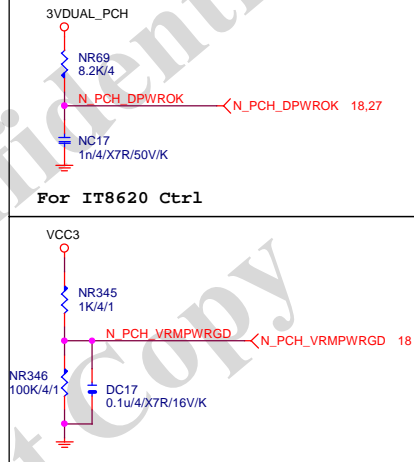 3VDUAL_PCH
NR69
8.2K/4
N_PCH_DPWROK
N_PCH_DPWROK 18,27
NC17
1n/4/X7R/50V/K
For IT8620 Ctrl
VCC3
NR345
1K/4/1
N_PCH_VRMPWRGD
N_PCH_VRMPWRGD 18
NR346
100K/4/1
DC17
0.1u/4/X7R/16V/K
Copy